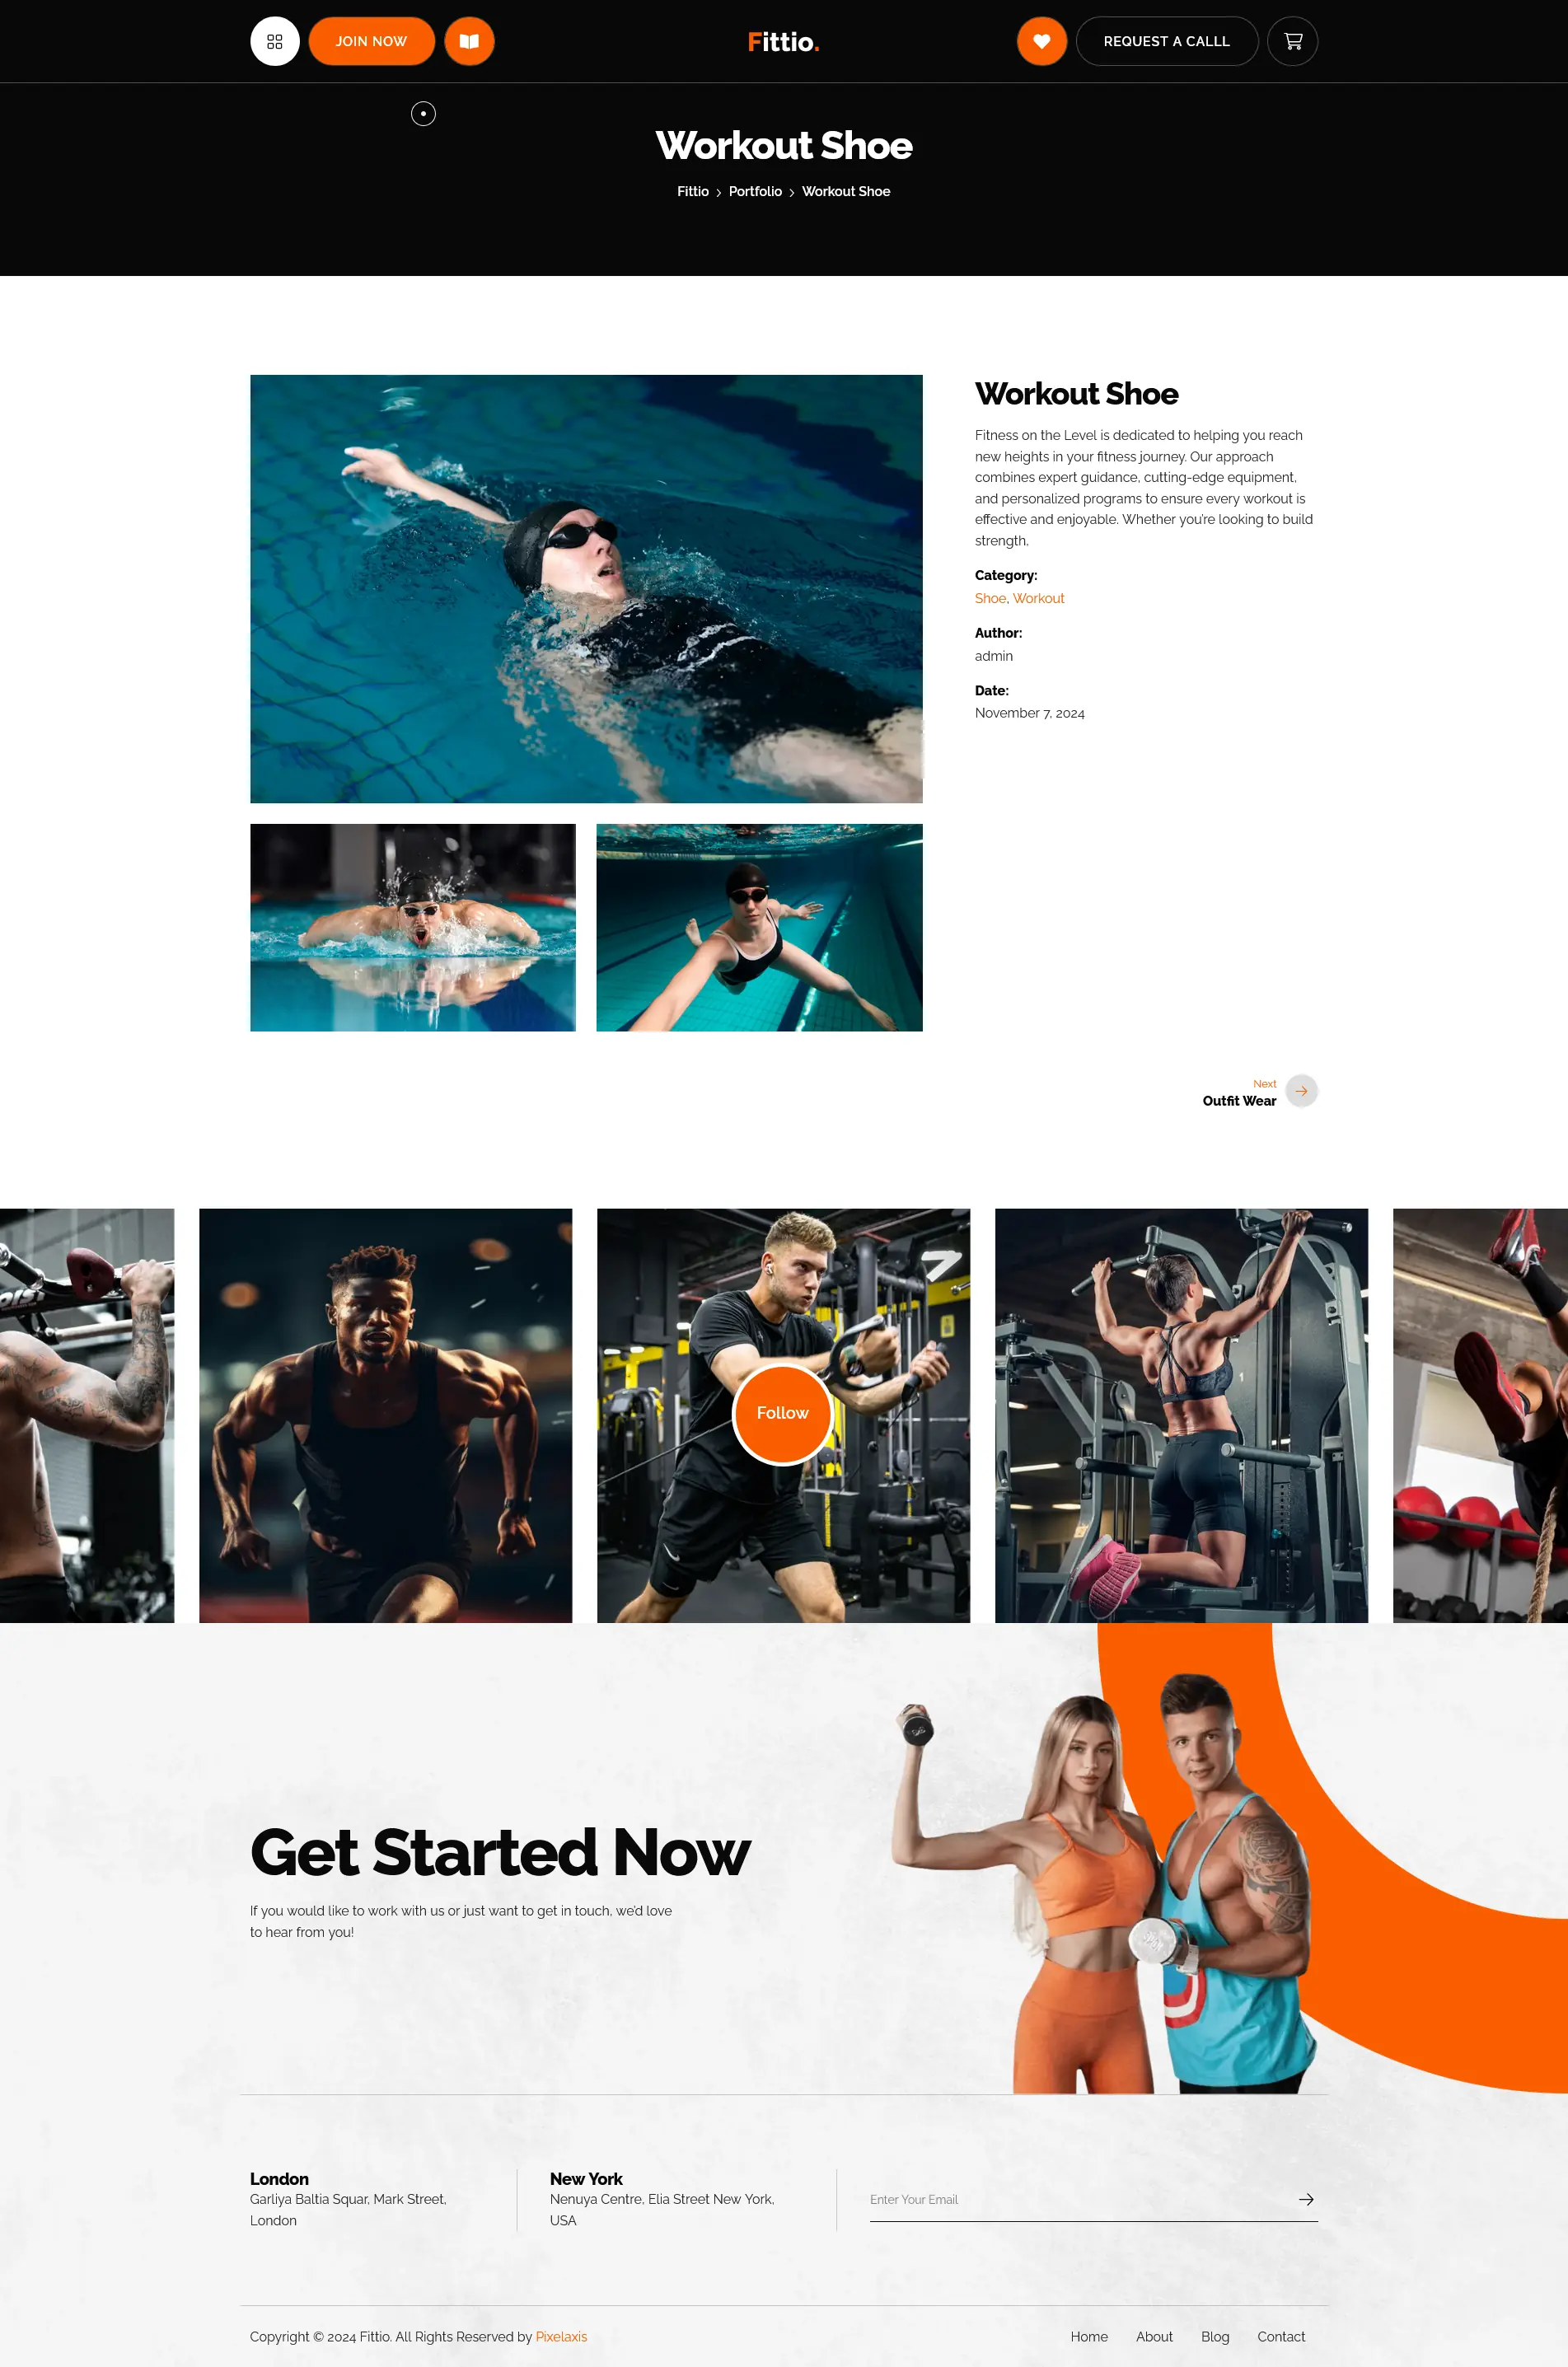 JOIN NOW
Fittio.
REQUEST A CALLL
Workout Shoe
Fittio > Portfolio > Workout Shoe
Workout Shoe
Fitness on the Level is dedicated to helping you reach
new heights in your fitness journey. Our approach
combines expert guidance, cutting-edge equipment,
and personalized programs to ensure every workout is
effective and enjoyable. Whether you're looking to build
strength,
Category:
Shoe, Workout
Author:
admin
Date:
November 7, 2024
Next
Outfit Wear
7
Follow
Get Started Now
If you would like to work with us or just want to get in touch, we'd love
to hear from you!
London
Garliya Baltia Squar, Mark Street,
London
New York
Nenuya Centre, Elia Street New York,
USA
Enter Your Email
Copyright © 2024 Fittio. All Rights Reserved by Pixelaxis
Home
About
Blog
Contact